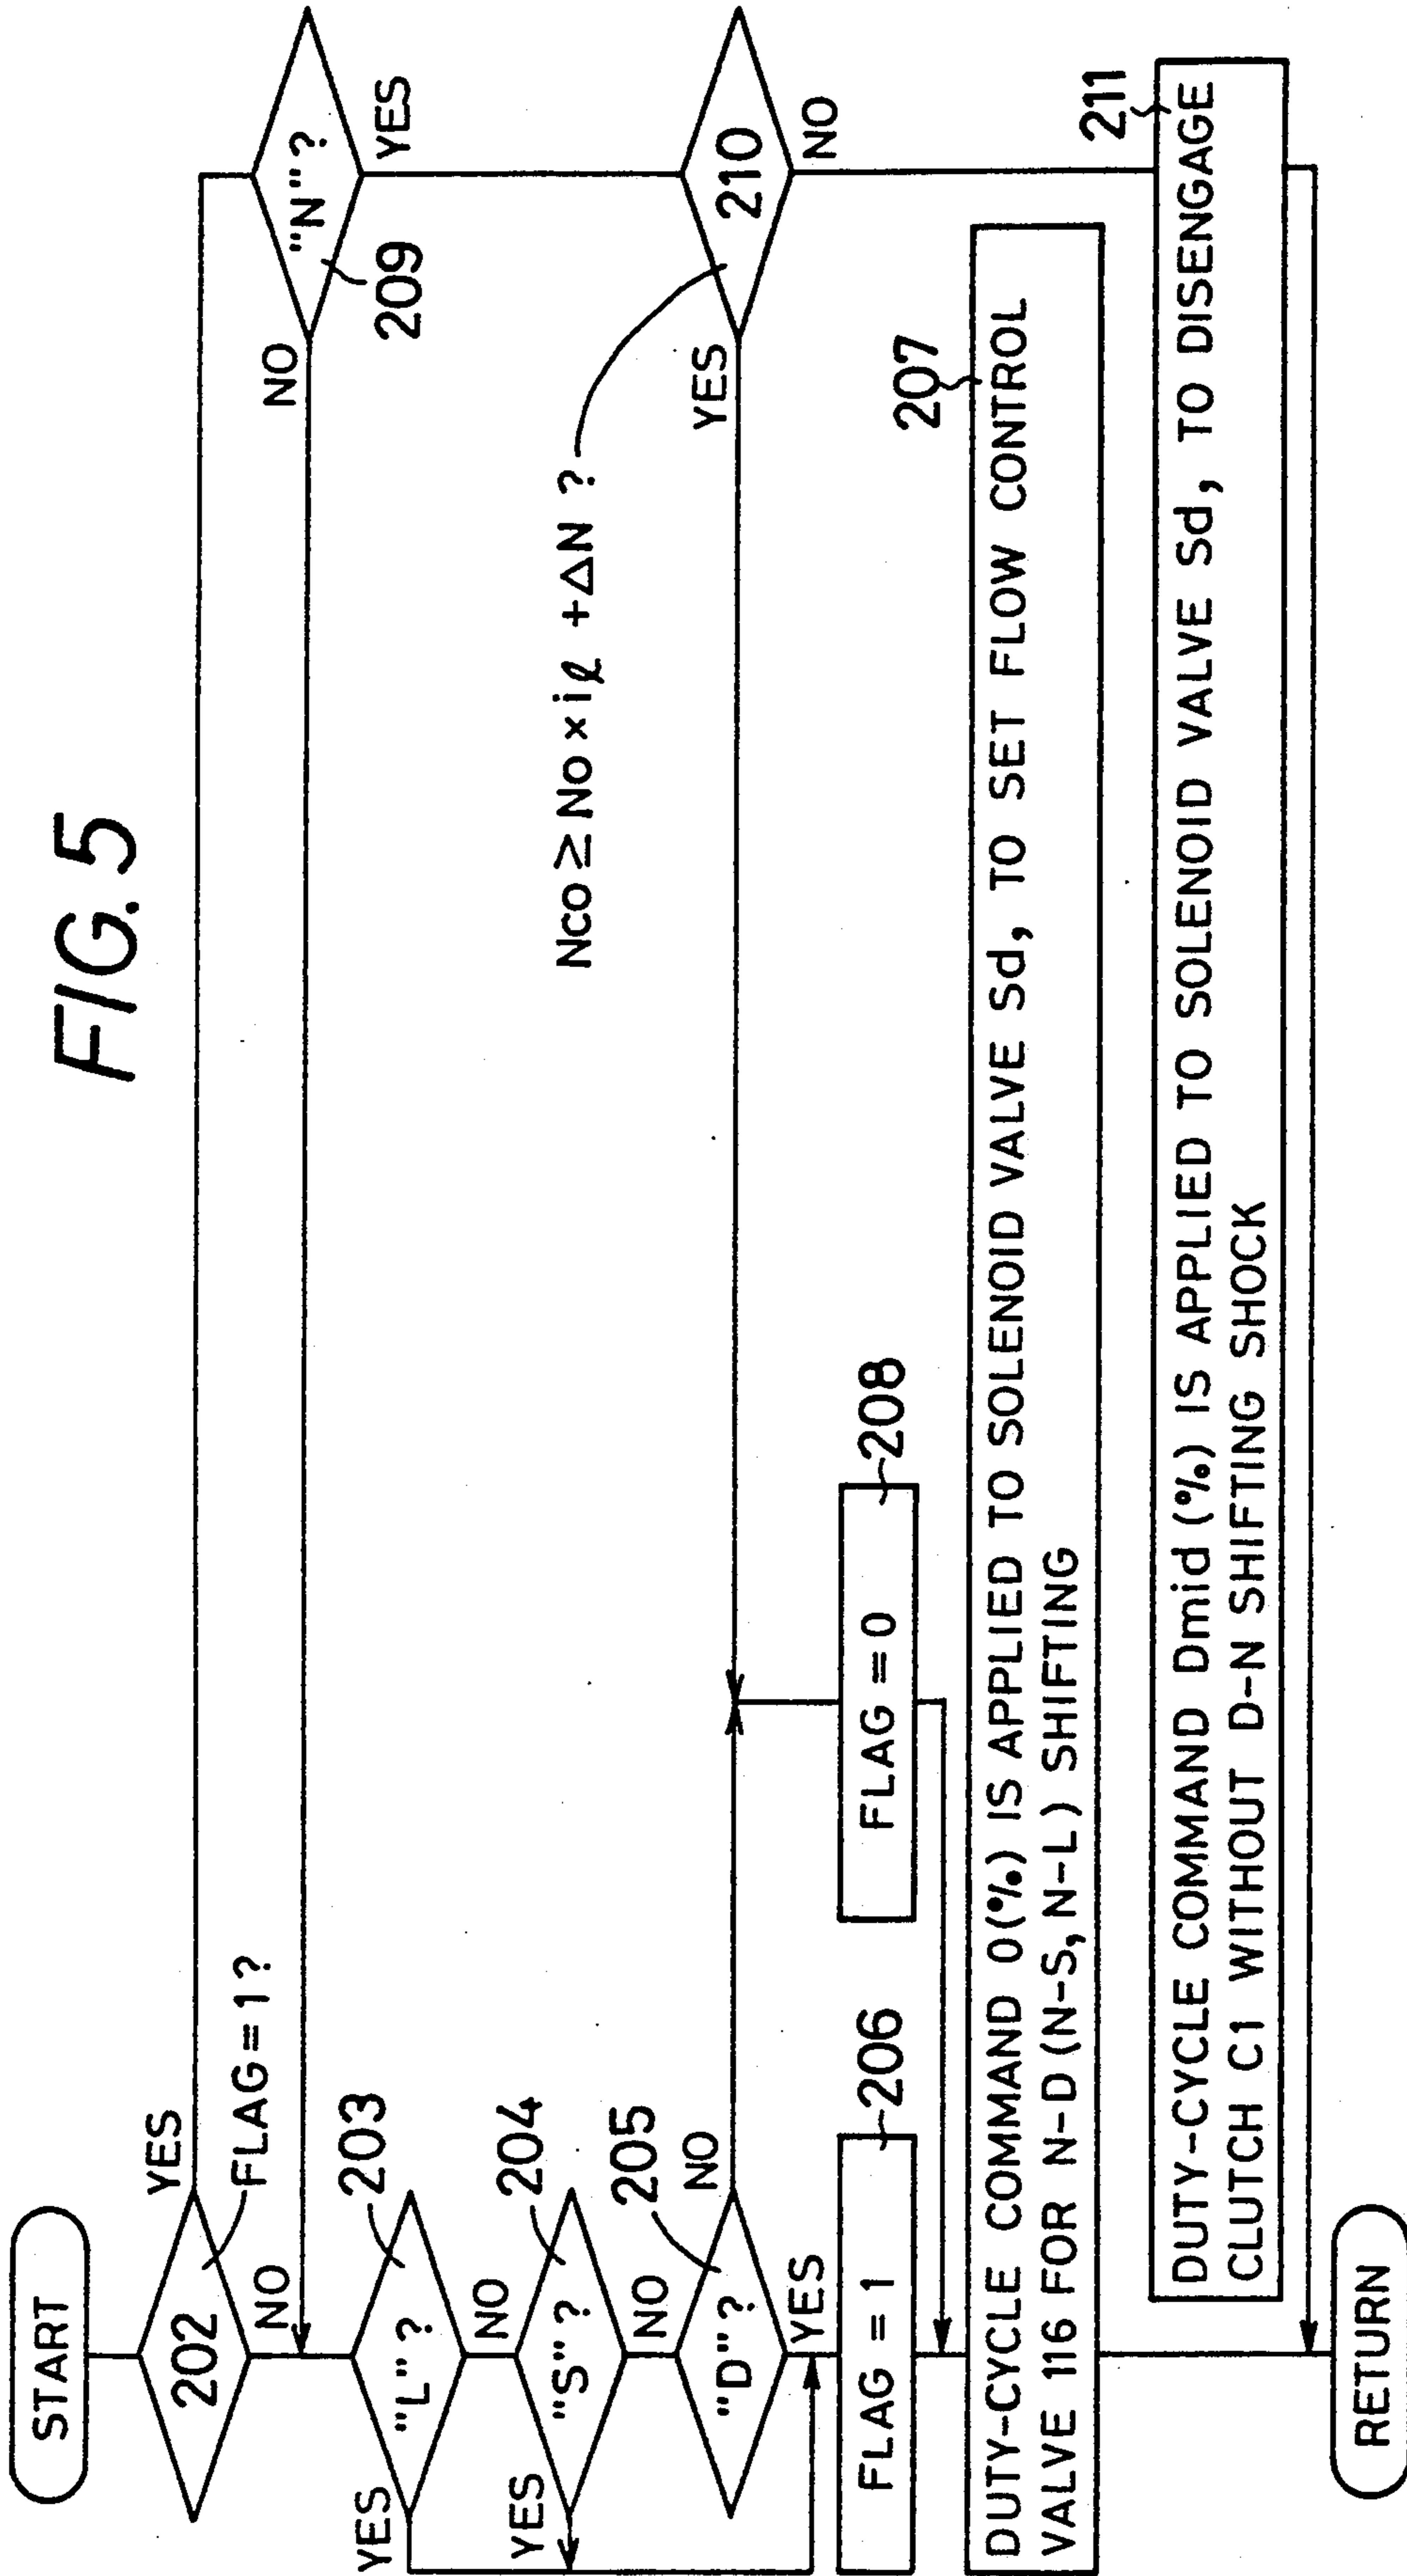 FIG. 5
START
202
FLAG=1?
YES
NO
"L"?
203
YES
NO
"S"?
204
YES
NO
"D"?
205
NO
YES
FLAG = 1
206
FLAG = 0
208
"N"?
209
NO
YES
Nco ≥ No × iℓ + ΔN ?
210
YES
NO
207
DUTY-CYCLE COMMAND 0(%) IS APPLIED TO SOLENOID VALVE Sd, TO SET FLOW CONTROL
VALVE 116 FOR N-D (N-S, N-L) SHIFTING
211
DUTY-CYCLE COMMAND Dmid (%) IS APPLIED TO SOLENOID VALVE Sd, TO DISENGAGE
CLUTCH C1 WITHOUT D-N SHIFTING SHOCK
RETURN